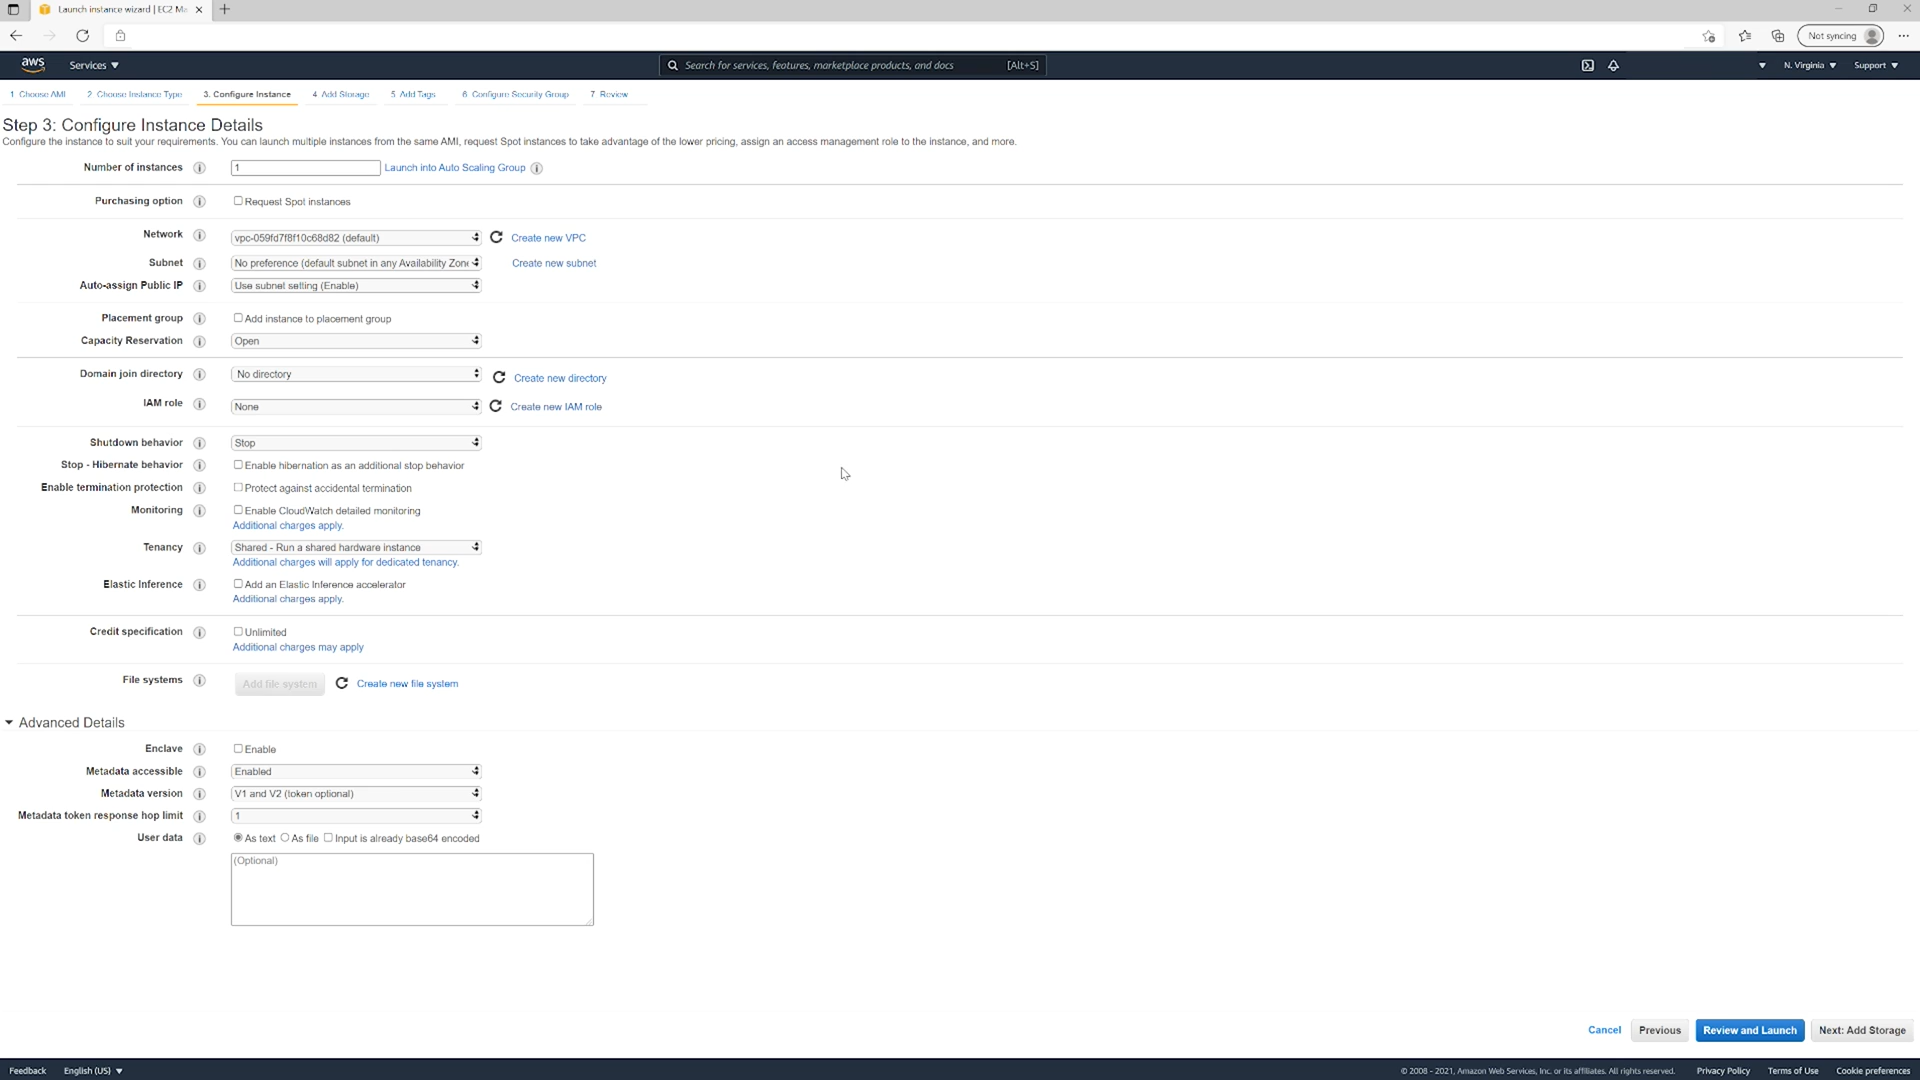 Launch instance wizard | EC2 Ma
Not syncing
aws
Services
Search for services, features, marketplace products, and docs
[Alt+S]
N. Virginia
Support
1 Choose AMI
2 Choose Instance Type
3. Configure Instance
4 Add Storage
5 Add Tags
6 Configure Security Group
7 Review
Step 3: Configure Instance Details
Configure the instance to suit your requirements. You can launch multiple instances from the same AMI, request Spot instances to take advantage of the lower pricing, assign an access management role to the instance, and more.
Number of instances
1
Launch into Auto Scaling Group
Purchasing option
Request Spot instances
Network
vpc-059fd7f8f10c68d82 (default)
Create new VPC
Subnet
No preference (default subnet in any Availability Zone
Create new subnet
Auto-assign Public IP
Use subnet setting (Enable)
Placement group
Add instance to placement group
Capacity Reservation
Open
Domain join directory
No directory
Create new directory
IAM role
None
Create new IAM role
Shutdown behavior
Stop
Stop - Hibernate behavior
Enable hibernation as an additional stop behavior
Enable termination protection
Protect against accidental termination
Monitoring
Enable CloudWatch detailed monitoring
Additional charges apply.
Tenancy
Shared - Run a shared hardware instance
Additional charges will apply for dedicated tenancy.
Elastic Inference
Add an Elastic Inference accelerator
Additional charges apply.
Credit specification
Unlimited
Additional charges may apply
File systems
Add file system
Create new file system
Advanced Details
Enclave
Enable
Metadata accessible
Enabled
Metadata version
V1 and V2 (token optional)
Metadata token response hop limit
1
User data
As text
As file
Input is already base64 encoded
(Optional)
Cancel
Previous
Review and Launch
Next: Add Storage
Feedback
English (US)
© 2008 - 2021, Amazon Web Services, Inc. or its affiliates. All rights reserved.
Privacy Policy
Terms of Use
Cookie preferences